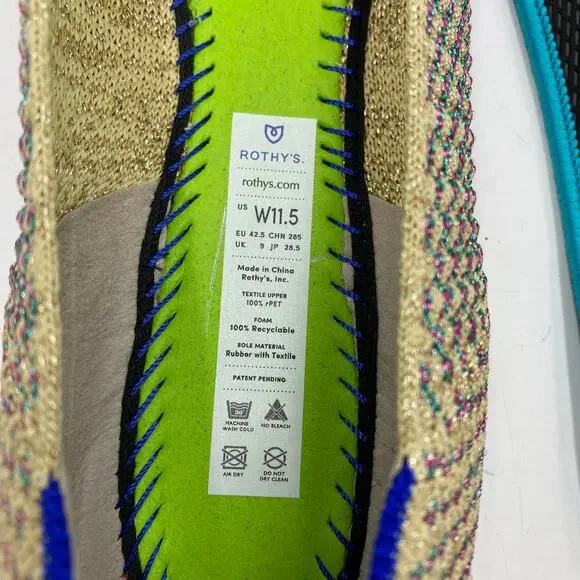 ROTHY'S.
rothys.com
US W11.5
EU 42.5 CHN 285
UK 9 JP 28.5
Made in China
Rothy's, Inc.
TEXTILE UPPER
100% rPET
FOAM
100% Recyclable
SOLE MATERIAL
Rubber with Textile
PATENT PENDING
30°
MACHINE WASH COLD
NO BLEACH
AIR DRY
DO NOT DRY CLEAN